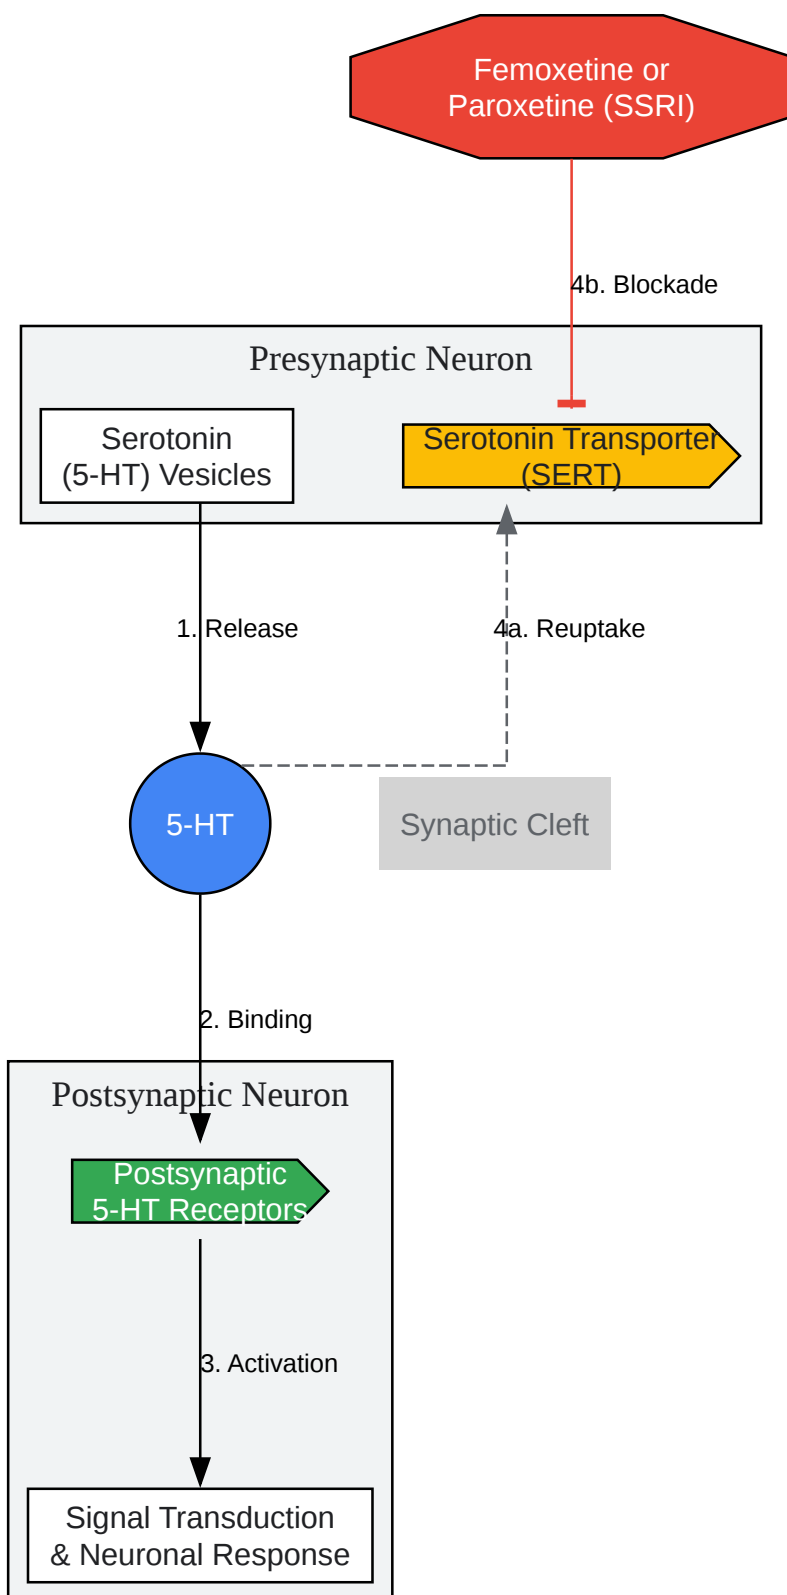 Femoxetine or
Paroxetine (SSRI)
4b. Blockade
Presynaptic Neuron
Serotonin
(5-HT) Vesicles
Serotonin Transporter
(SERT)
1. Release
4a. Reuptake
5-HT
Synaptic Cleft
2. Binding
Postsynaptic Neuron
Postsynaptic
5-HT Receptors
3. Activation
Signal Transduction
& Neuronal Response